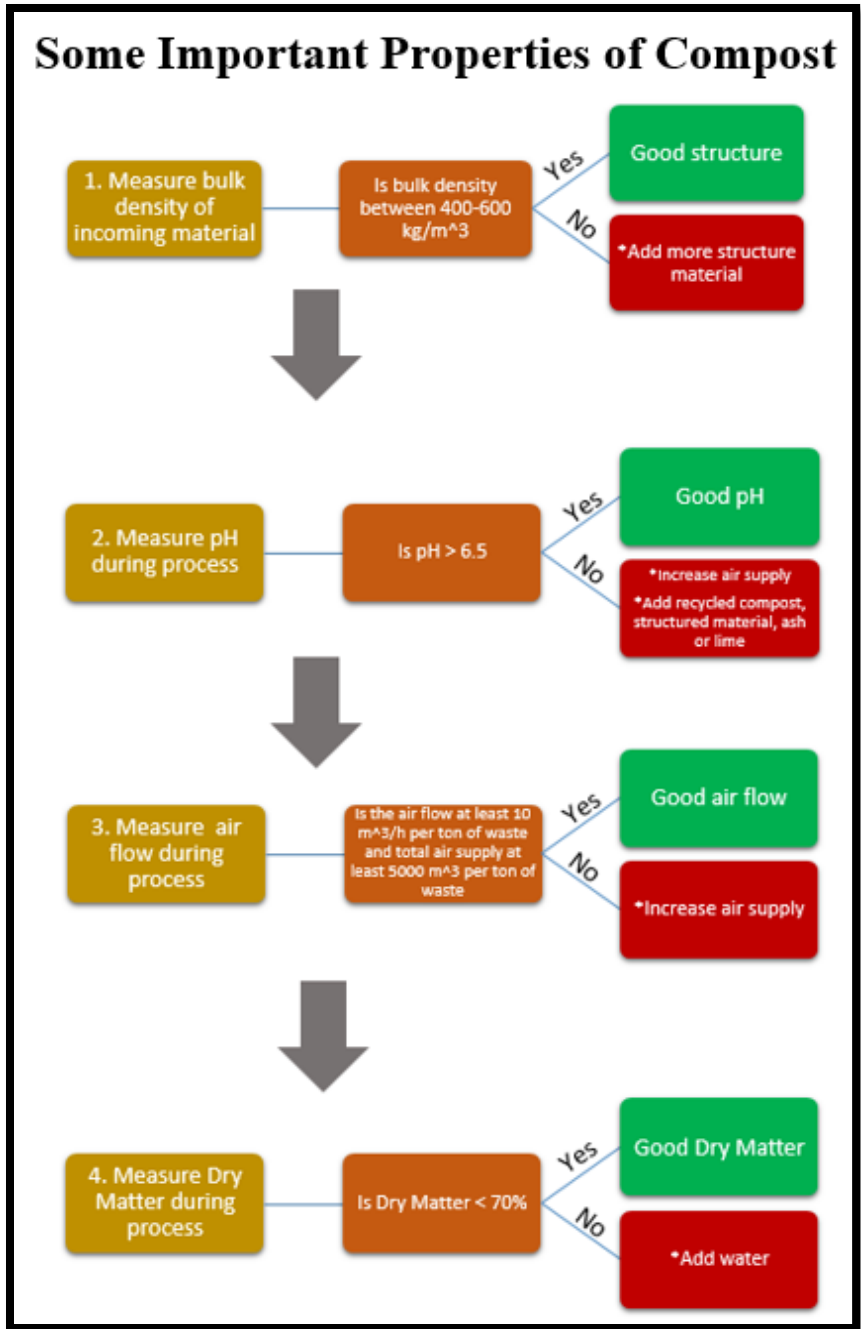 Some Important Properties of Compost
1. Measure bulk
density of
incoming material
Is bulk density
between 400-600
kg/m^3
Yes
Good structure
No
*Add more structure
material
2. Measure pH
during process
Is pH > 6.5
Yes
Good pH
No
*Increase air supply
*Add recycled compost,
structured material, ash
or lime
3. Measure air
flow during
process
Is the air flow at least 10
m^3/h per ton of waste
and total air supply at
least 5000 m^3 per ton of
waste
Yes
Good air flow
No
*Increase air supply
4. Measure Dry
Matter during
process
Is Dry Matter < 70%
Yes
Good Dry Matter
No
*Add water